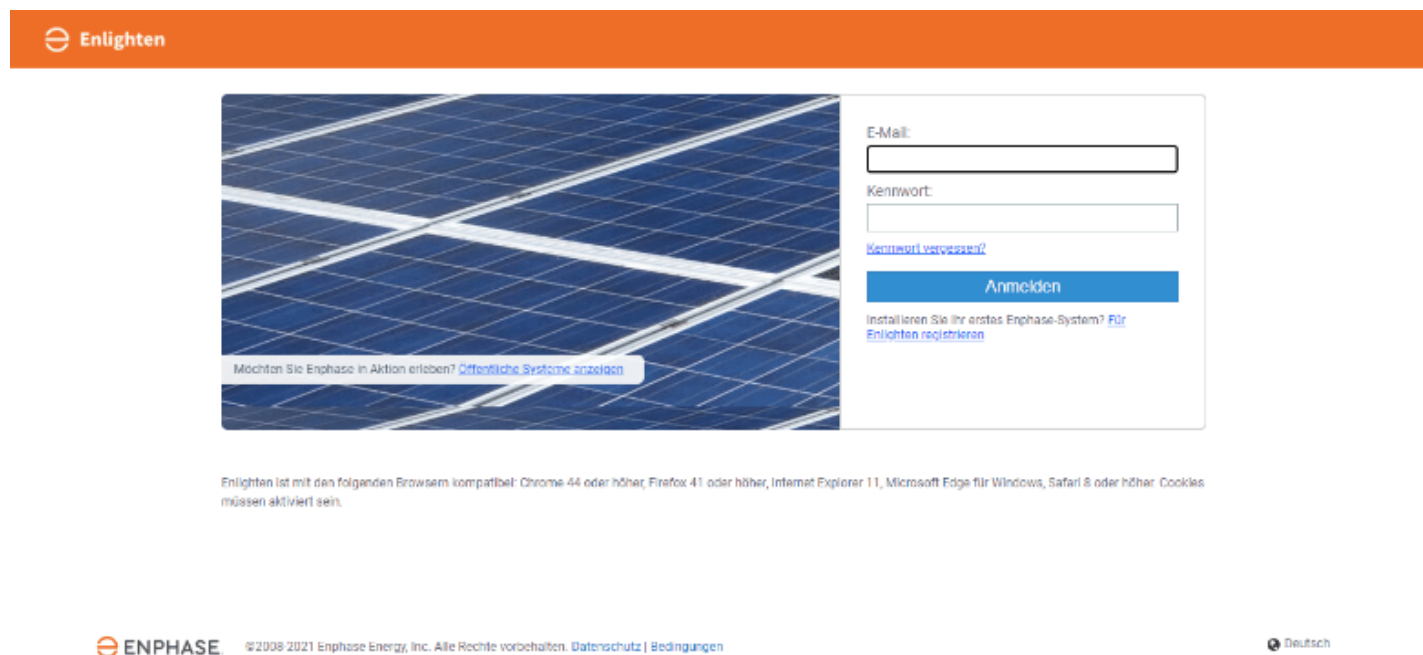 Enlighten
E-Mail:
Kennwort:
Kennwort vergessen?
Anmelden
Installieren Sie Ihr erstes Enphase-System? Für
Enlighten registrieren
Möchten Sie Enphase in Aktion erleben? Öffentliche Systeme anzeigen
Enlighten ist mit den folgenden Browsern kompatibel: Chrome 44 oder höher, Firefox 41 oder höher, Internet Explorer 11, Microsoft Edge für Windows, Safari 8 oder höher. Cookies
müssen aktiviert sein.
ENPHASE. ©2008-2021 Enphase Energy, Inc. Alle Rechte vorbehalten. Datenschutz | Bedingungen
Deutsch